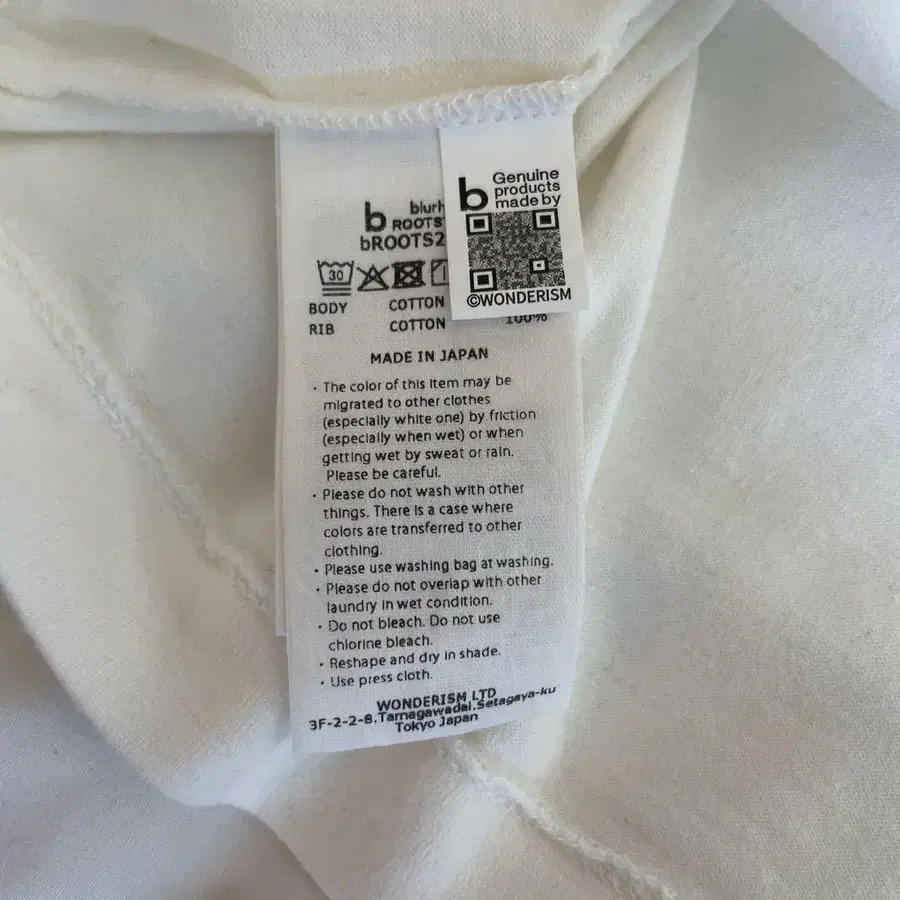 b blurh
ROOTS
bROOTS2
30
BODY COTTON
RIB COTTON 100%
b Genuine
products
made by
©WONDERISM
MADE IN JAPAN
· The color of this item may be
migrated to other clothes
(especially white one) by friction
(especially when wet) or when
getting wet by sweat or rain.
Please be careful.
· Please do not wash with other
things. There is a case where
colors are transferred to other
clothing.
· Please use washing bag at washing.
· Please do not overlap with other
laundry in wet condition.
· Do not bleach. Do not use
chlorine bleach.
· Reshape and dry in shade.
· Use press cloth.
WONDERISM LTD
3F-2-2-8.Tamagawadai.Setagaya-ku
Tokyo Japan